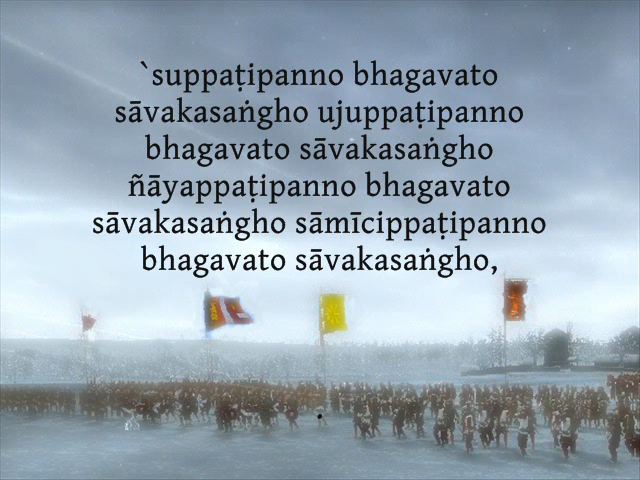 `suppaṭipanno bhagavato
sāvakasaṅgho ujuppaṭipanno
bhagavato sāvakasaṅgho
ñāyappaṭipanno bhagavato
sāvakasaṅgho sāmīcippaṭipanno
bhagavato sāvakasaṅgho,